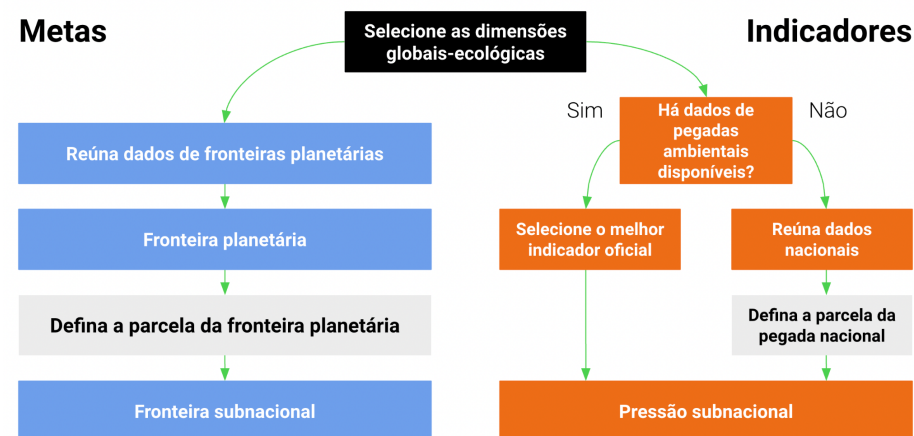 Metas
Selecione as dimensões
globais-ecológicas
Indicadores
Sim
Há dados de
pegadas
ambientais
disponíveis?
Não
Reúna dados de fronteiras planetárias
Fronteira planetária
Selecione o melhor
indicador oficial
Reúna dados
nacionais
Defina a parcela da fronteira planetária
Defina a parcela da
pegada nacional
Fronteira subnacional
Pressão subnacional